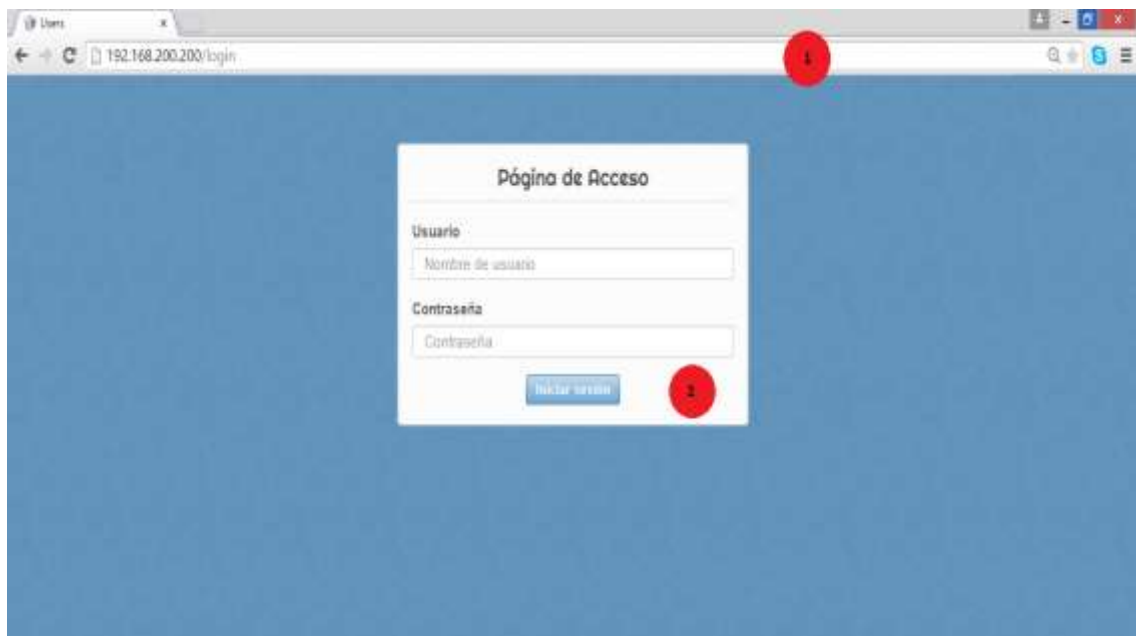 Users x
192.168.200.200/login
1
Página de Acceso
Usuario
Nombre de usuario
Contraseña
Contraseña
Iniciar sesión
2